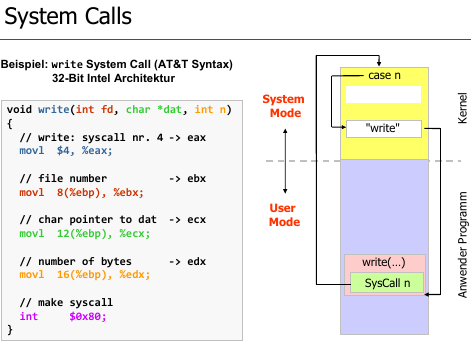 System Calls
Beispiel: write System Call (AT&T Syntax)
32-Bit Intel Architektur
void write(int fd, char *dat, int n)
{
// write: syscall nr. 4 -> eax
movl $4, %eax;
// file number -> ebx
movl 8(%ebp), %ebx;
// char pointer to dat -> ecx
movl 12(%ebp), %ecx;
// number of bytes -> edx
movl 16(%ebp), %edx;
// make syscall
int $0x80;
}
System
Mode
User
Mode
case n
"write"
write(...)
SysCall n
Kernel
Anwender Programm